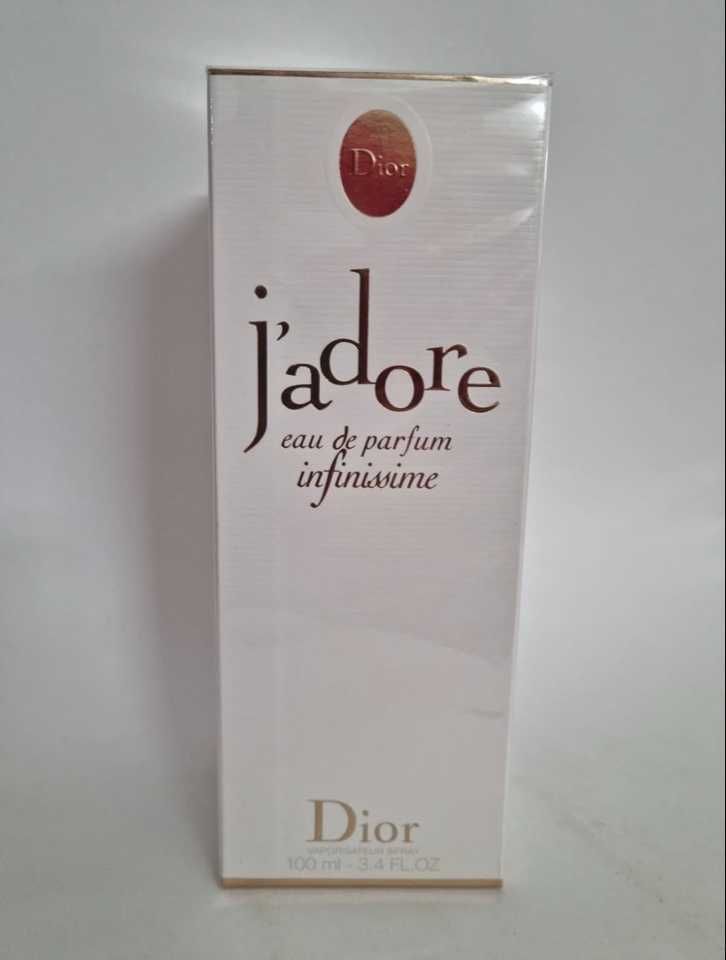 Dior
j'adore
eau de parfum
infinissime
Dior
VAPORISATEUR SPRAY
100 ml - 3.4 FL.OZ